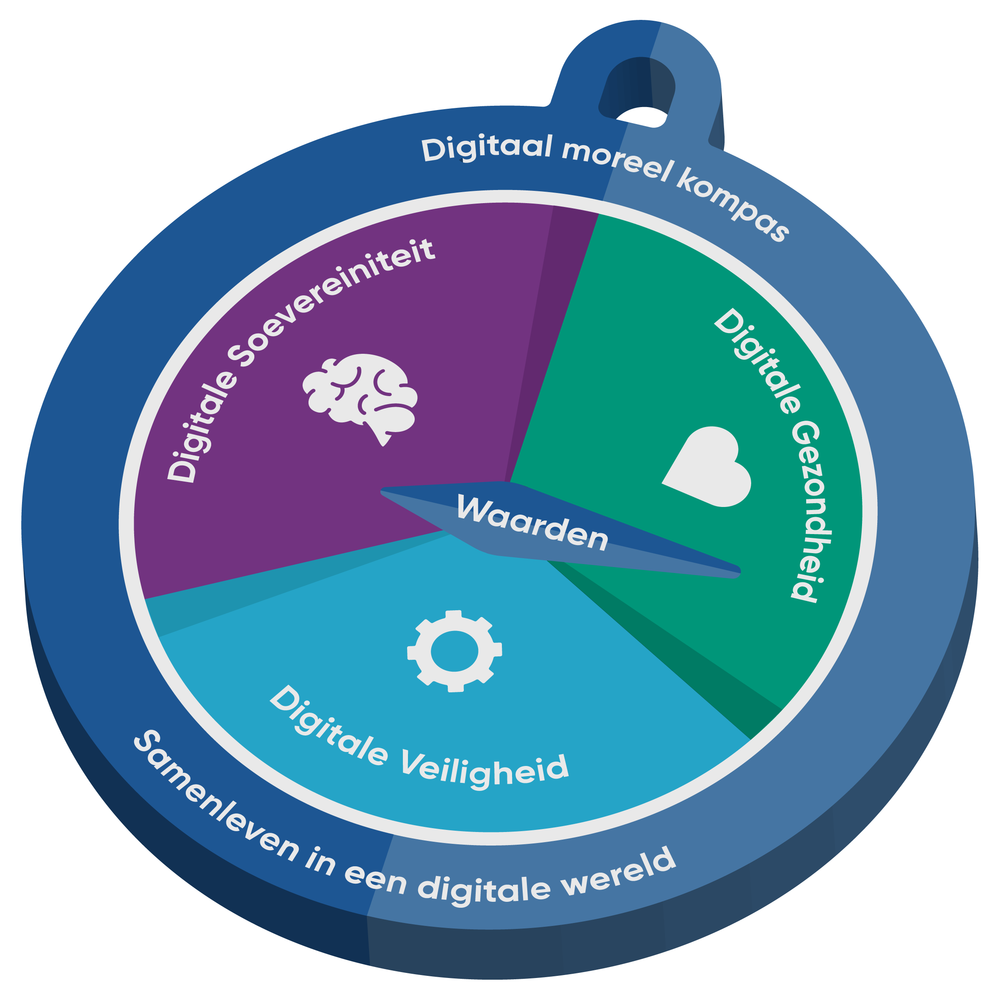 Digitaal moreel kompas
Digitale Soevereiniteit
Digitale Gezondheid
Waarden
Digitale Veiligheid
Samenleven in een digitale wereld